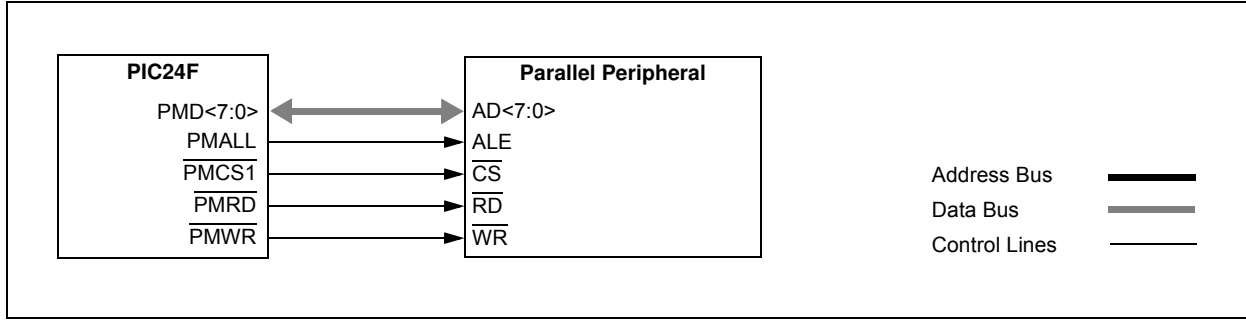 PIC24F
PMD<7:0>
PMALL
PMCS1
PMRD
PMWR
Parallel Peripheral
AD<7:0>
ALE
CS
RD
WR
Address Bus
Data Bus
Control Lines